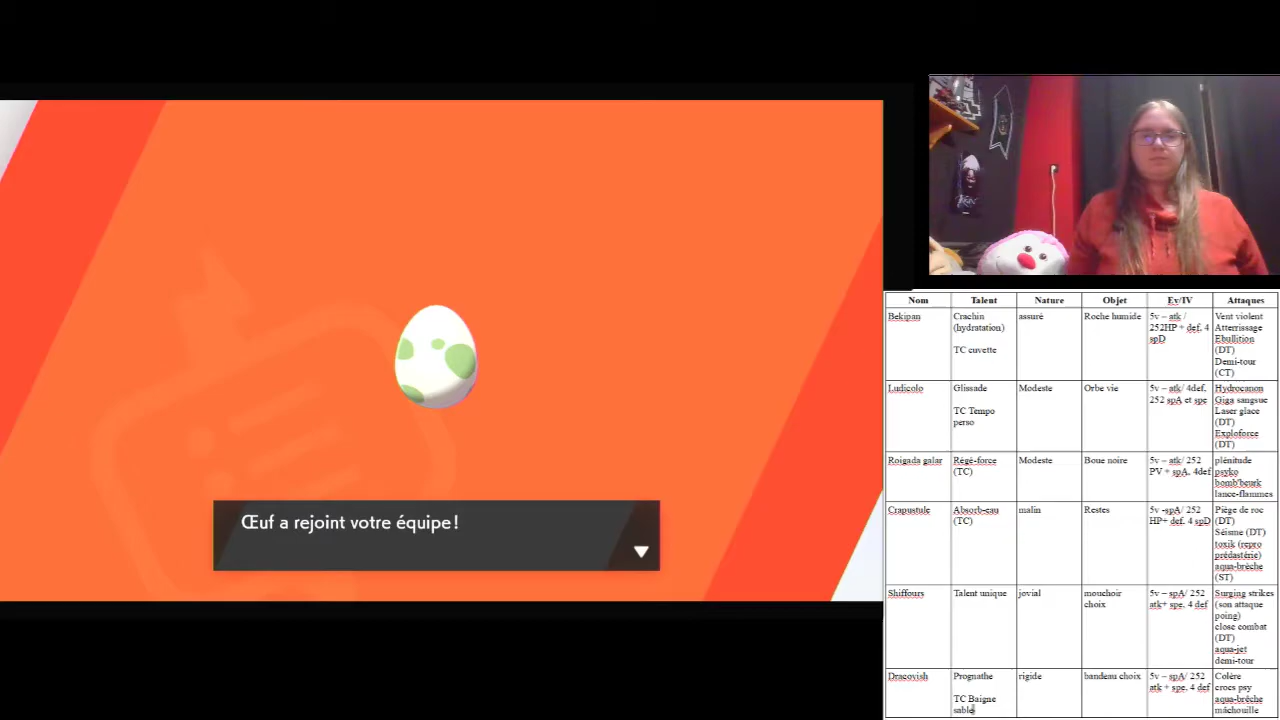 Œuf a rejoint votre équipe !
Nom Talent Nature Objet Ev/IV Attaques
Bekipan Crachin assuré Roche humide 5v – atk / Vent violent
(hydratation) 252HP + def. 4 Atterrissage
spD Ebullition
TC cuvette (DT)
Demi-tour
(CT)
Ludicolo Glissade Modeste Orbe vie 5v – atk/ 4def, Hydrocanon
252 spA et spe Giga sangsue
TC Tempo Laser glace
perso (DT)
Exploforce
(DT)
Roigada galar Régé-force Modeste Boue noire 5v – atk/ 252 plénitude
(TC) PV + spA, 4def psyko
bomb'beurk
lance-flammes
Crapustule Absorb-eau malin Restes 5v -spA/ 252 Piège de roc
(TC) HP+ def. 4 spD (DT)
Séisme (DT)
toxik (repro
prédastérie)
aqua-brèche
(ST)
Shiffours Talent unique jovial mouchoir 5v – spA/ 252 Surging strikes
choix atk+ spe. 4 def (son attaque
poing)
close combat
(DT)
aqua-jet
demi-tour
Dracovish Prognathe rigide bandeau choix 5v – spA/ 252 Colère
atk + spe. 4 def crocs psy
TC Baigne aqua-brèche
sable mâchouille